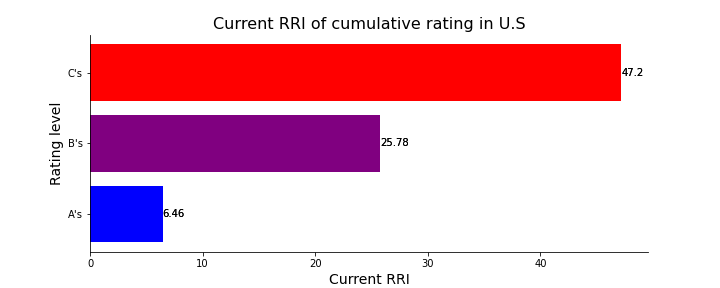 Current RRI of cumulative rating in U.S
Rating level
C's
47.2
B's
25.78
A's
6.46
0
10
20
30
40
Current RRI